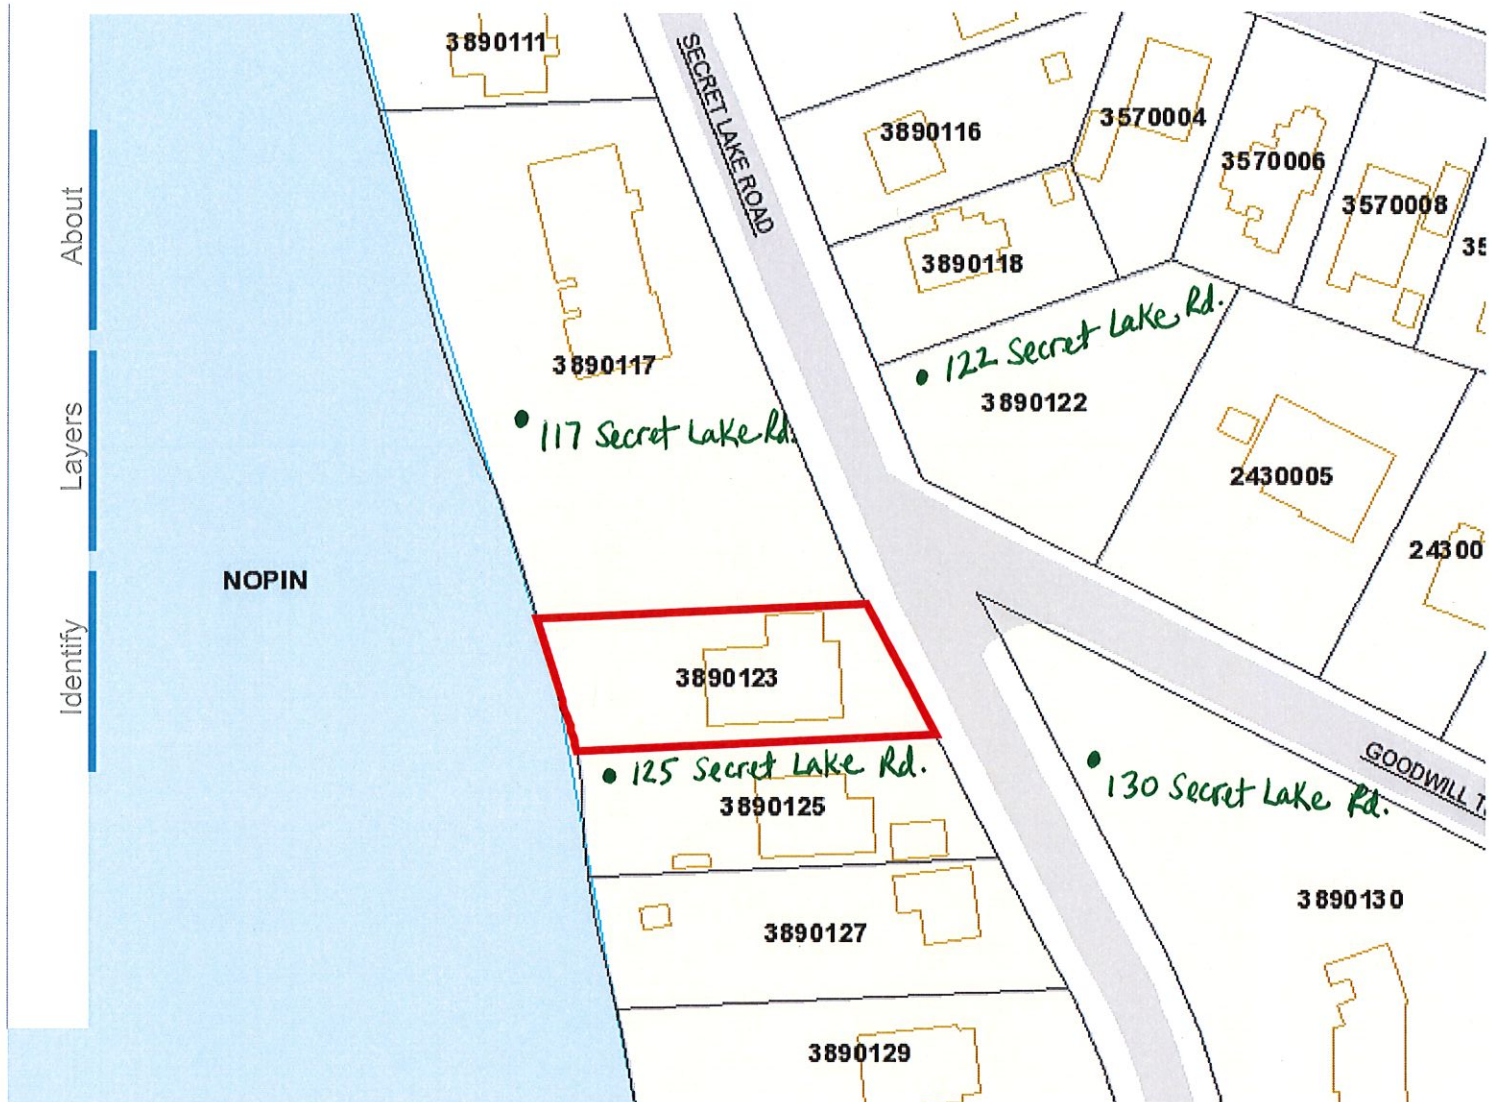 3890111
SECRET LAKE ROAD
3890116
3570004
3570006
3570008
35
3890118
About
3890117
• 122 Secret Lake Rd.
3890122
• 117 Secret Lake Rd.
Layers
2430005
24300
NOPIN
Identify
3890123
• 125 Secret Lake Rd.
3890125
• 130 Secret Lake Rd.
GOODWILL T
3890130
3890127
3890129